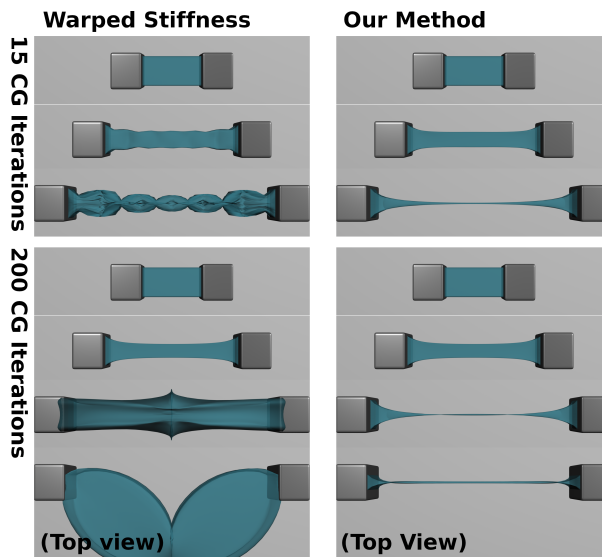 Warped Stiffness
Our Method
15 CG Iterations
200 CG Iterations
(Top view)
(Top View)